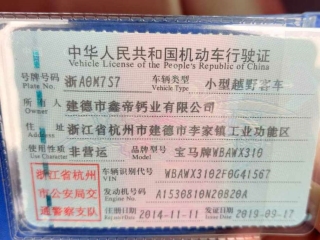 中华人民共和国机动车行驶证
Vehicle License of the People's Republic of China
号牌号码 浙A0M7S7 车辆类型 小型越野客车
Plate No. Vehicle Type
所有人 建德市鑫帝钙业有限公司
Owner
住址 浙江省杭州市建德市李家镇工业功能区
使用性质 非营运 品牌型号 宝马牌WBAWX310
Use Character Model
浙江省杭州 车辆识别代号 WBAWX3102F0G41567
VIN
市公安局交 发动机号码 A1530810N20B20A
Engine No.
通警察支队 注册日期 2014-11-11 发证日期 2019-09-17
Register Date Issue Date